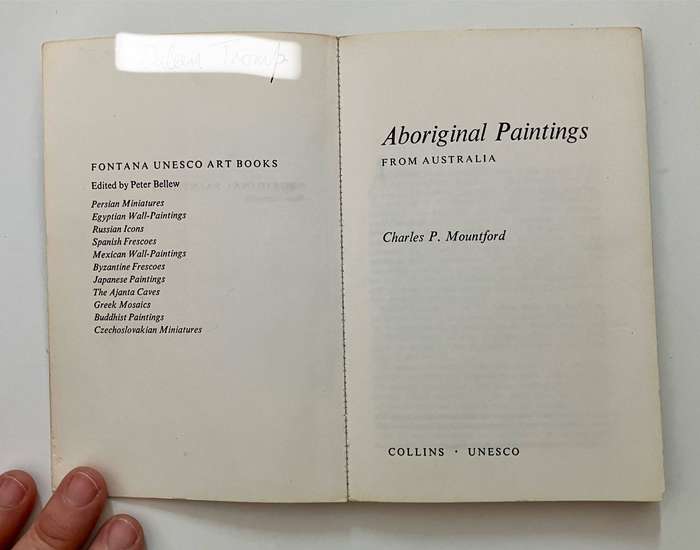 FONTANA UNESCO ART BOOKS
Edited by Peter Bellew
Persian Miniatures
Egyptian Wall-Paintings
Russian Icons
Spanish Frescoes
Mexican Wall-Paintings
Byzantine Frescoes
Japanese Paintings
The Ajanta Caves
Greek Mosaics
Buddhist Paintings
Czechoslovakian Miniatures
Aboriginal Paintings
FROM AUSTRALIA
Charles P. Mountford
COLLINS · UNESCO